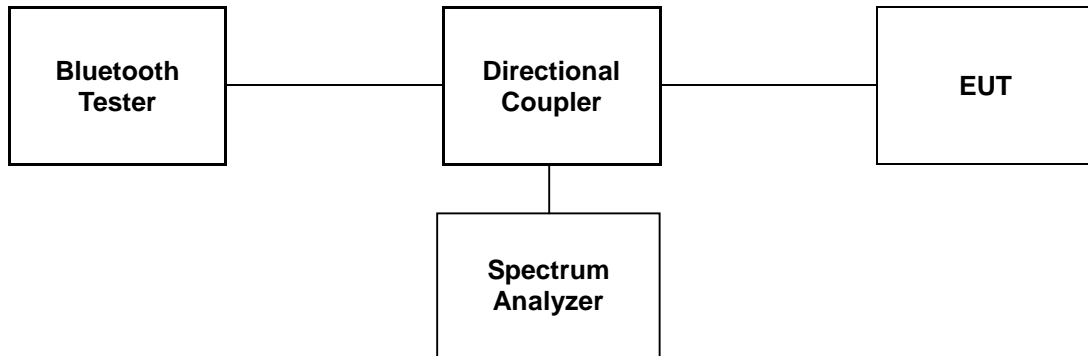 Bluetooth
Tester
Directional
Coupler
EUT
Spectrum
Analyzer